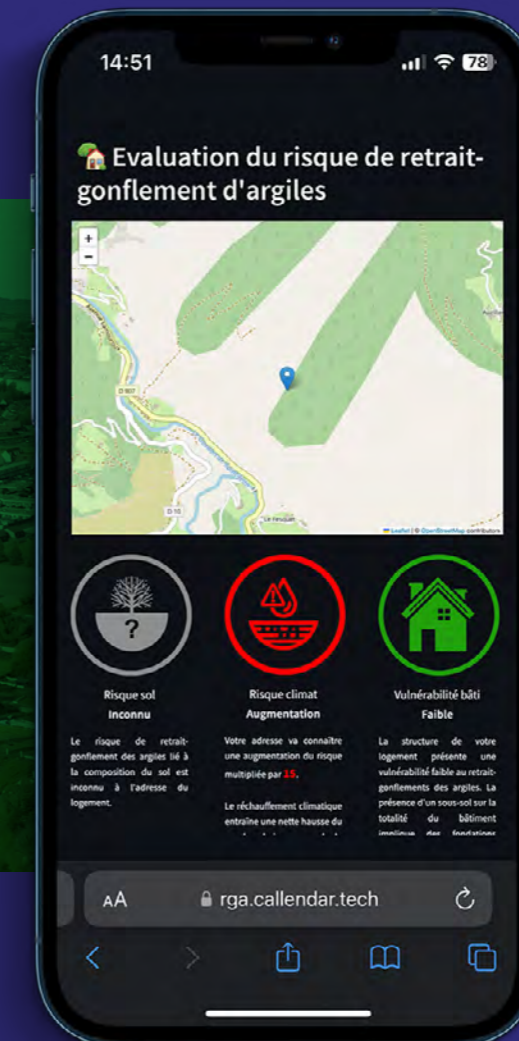 14:51
78
Evaluation du risque de retrait-
gonflement d'argiles
+
−
D 907
D 10
Leaflet | © OpenStreetMap contributors
?
Risque sol
Inconnu
Le risque de retrait-
gonflement des argiles lié à
la composition du sol est
inconnu à l'adresse du
logement.
Risque climat
Augmentation
Votre adresse va connaître
une augmentation du risque
multipliée par 15.
Le réchauffement climatique
entraîne une nette hausse du
Vulnérabilité bâti
Faible
La structure de votre
logement présente une
vulnérabilité faible au retrait-
gonflements des argiles. La
présence d'un sous-sol sur la
totalité du bâtiment
implique des fondations
AA
rga.callendar.tech